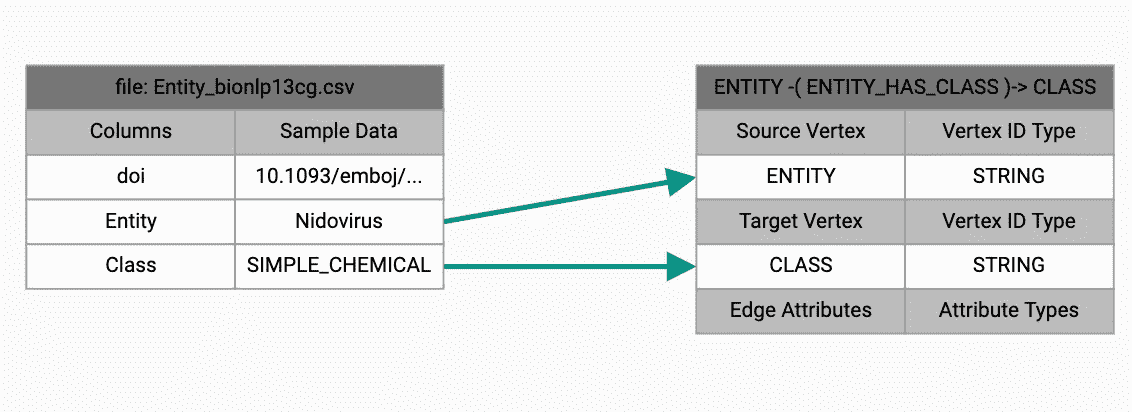 file: Entity_bionlp13cg.csv
Columns Sample Data
doi 10.1093/emboj/...
Entity Nidovirus
Class SIMPLE_CHEMICAL
ENTITY -( ENTITY_HAS_CLASS )-> CLASS
Source Vertex Vertex ID Type
ENTITY STRING
Target Vertex Vertex ID Type
CLASS STRING
Edge Attributes Attribute Types